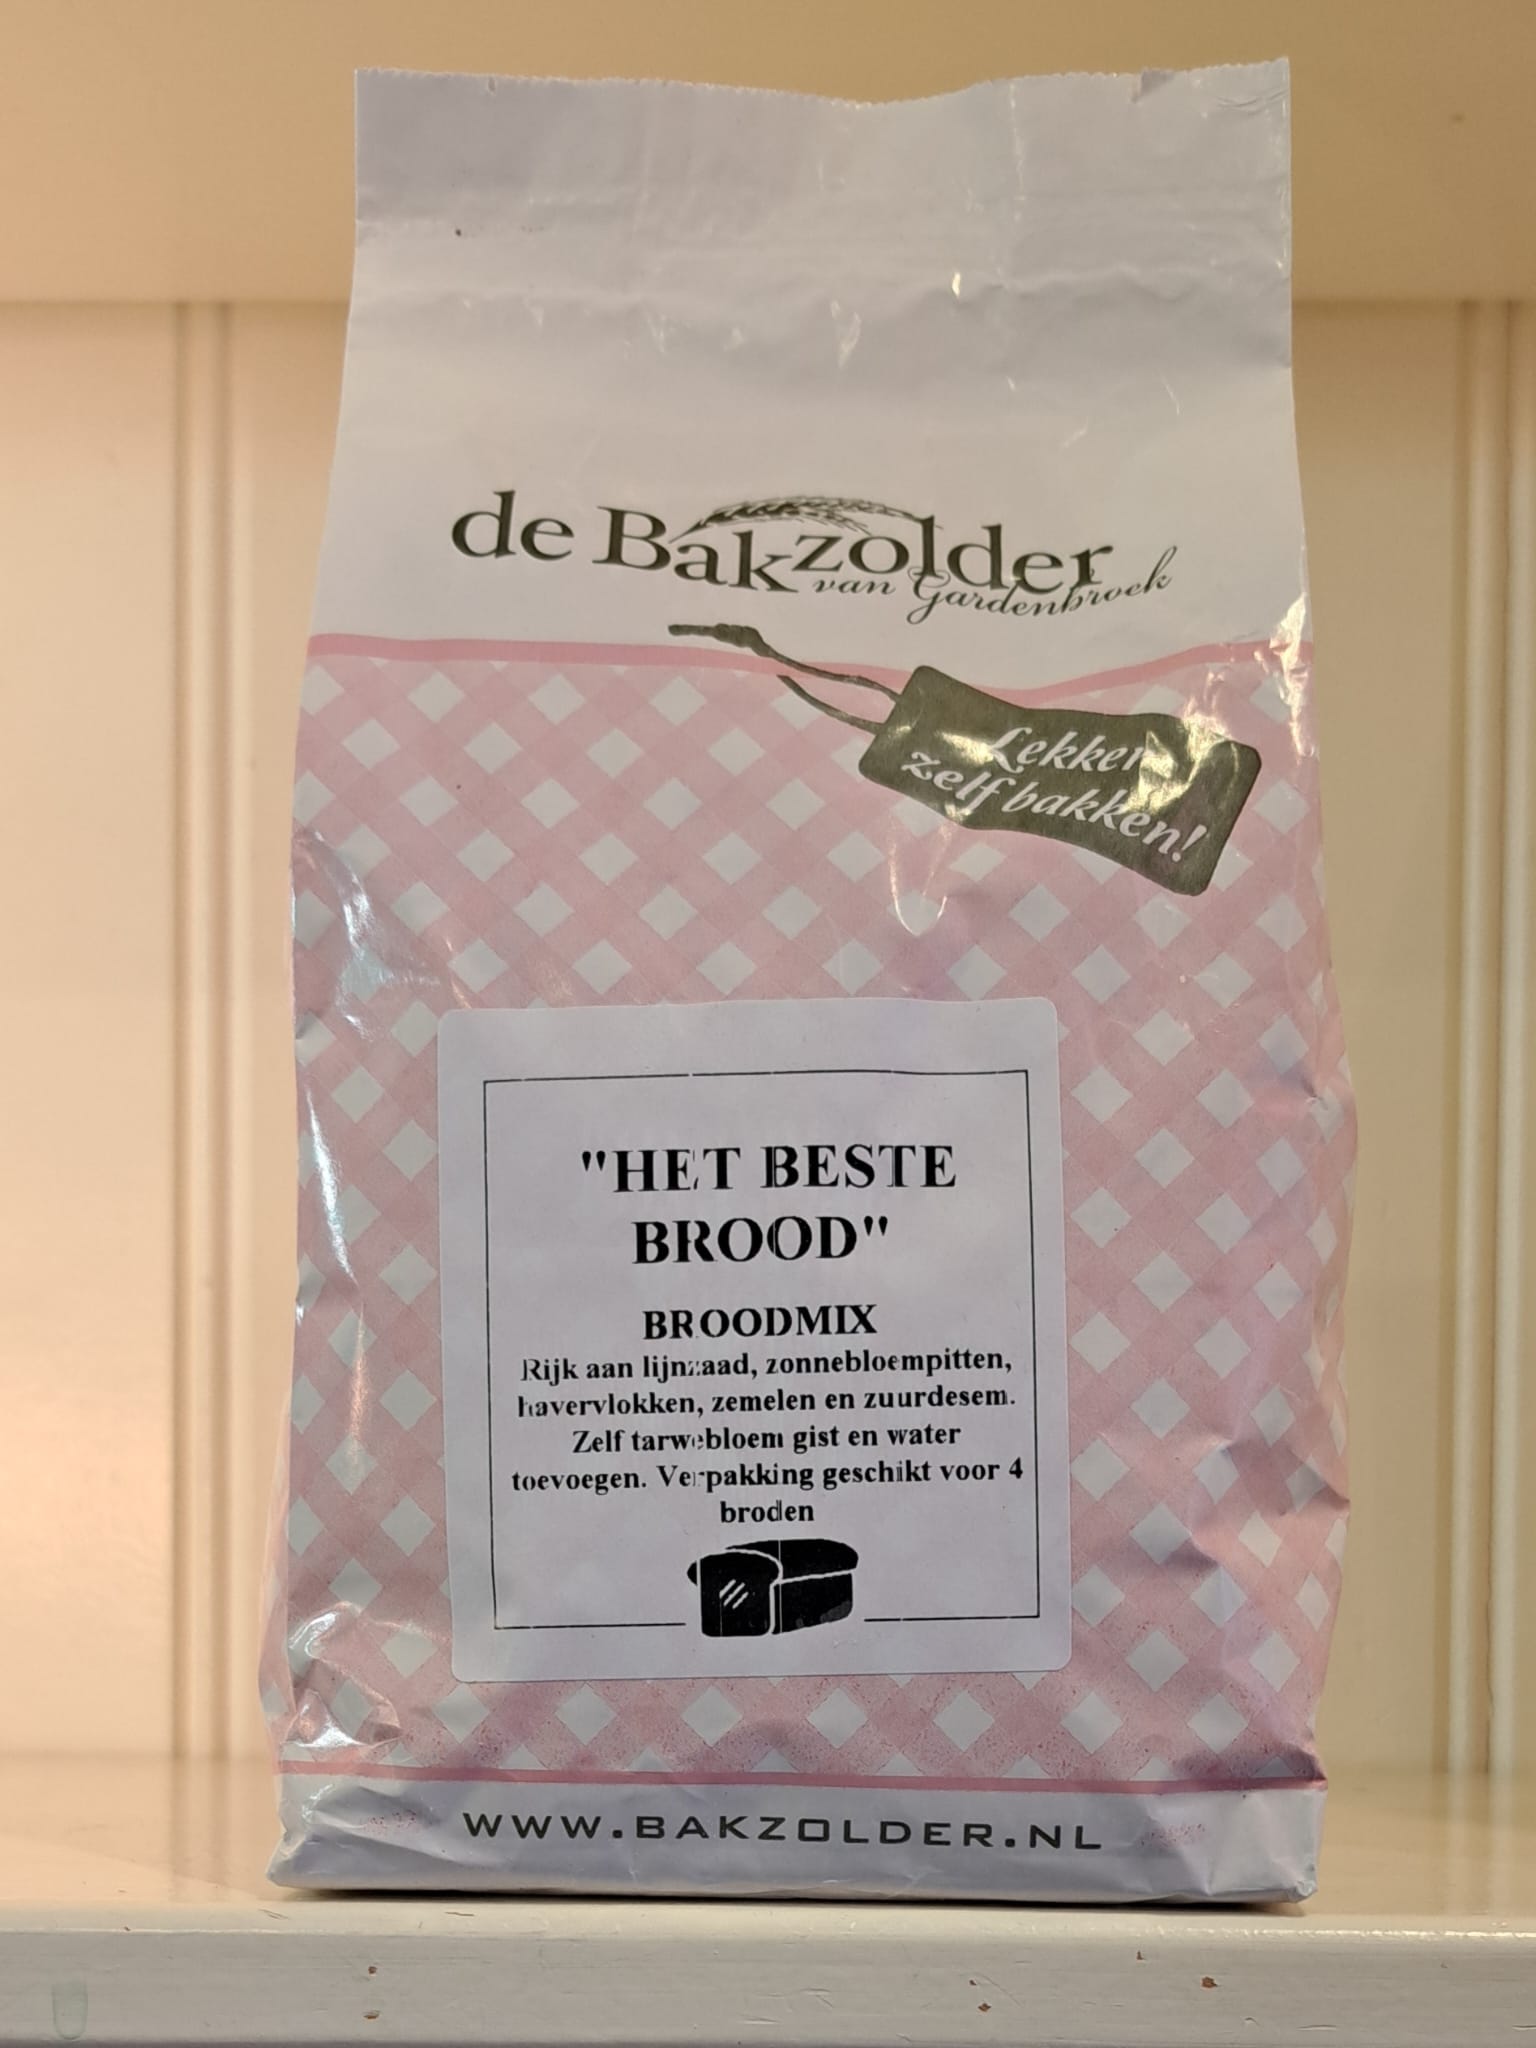 de Bakzolder
van Gardenbroek
Lekker
zelf bakken!
"HET BESTE
BROOD"
BROODMIX
Rijk aan lijnzaad, zonnebloempitten,
havervlokken, zemelen en zuurdesem.
Zelf tarwebloem gist en water
toevoegen. Verpakking geschikt voor 4
broden
WWW.BAKZOLDER.NL